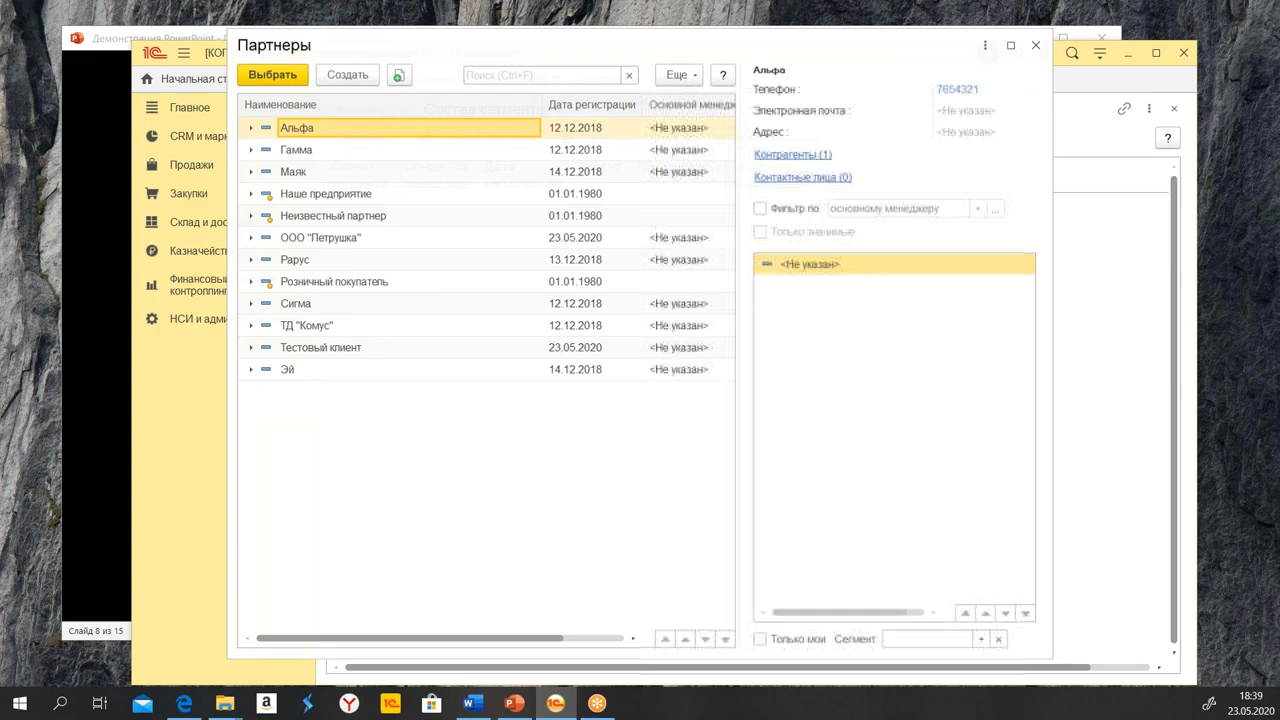 Демонстрация PowerPoint
1С [КОП
Начальная ст
Главное
CRM и марк
Продажи
Закупки
Склад и дос
Казначейсть
Финансовый
контроллинг
НСИ и адми
Слайд 8 из 15
Партнеры
Выбрать Создать Поиск (Ctrl+F) × Еще ?
Наименование Дата регистрации Основной менедж
Альфа 12.12.2018 <Не указан>
Гамма 12.12.2018 <Не указан>
Маяк 14.12.2018 <Не указан>
Наше предприятие 01.01.1980
Неизвестный партнер 01.01.1980
ООО "Петрушка" 23.05.2020 <Не указан>
Рарус 13.12.2018 <Не указан>
Розничный покупатель 01.01.1980
Сигма 12.12.2018 <Не указан>
ТД "Комус" 12.12.2018 <Не указан>
Тестовый клиент 23.05.2020 <Не указан>
Эй 14.12.2018 <Не указан>
Альфа
Телефон : 7654321
Электронная почта : <Не указан>
Адрес : <Не указан>
Контрагенты (1)
Контактные лица (0)
Фильтр по основному менеджеру ...
Только значимые
<Не указан>
Только мои Сегмент:
?
18:39
23.05.2020